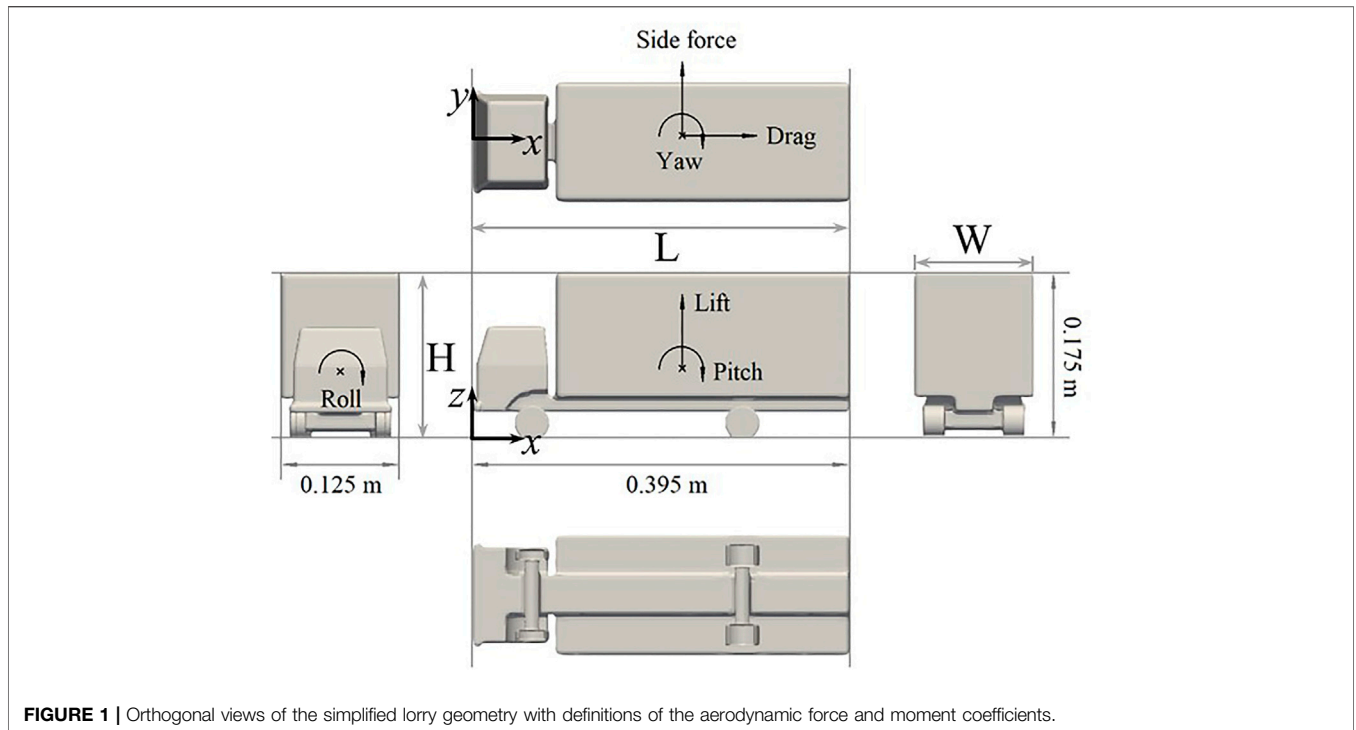 Side force
y
x
Drag
Yaw
L
W
H
Lift
Pitch
Roll
z
x
0.175 m
0.125 m
0.395 m
FIGURE 1 | Orthogonal views of the simplified lorry geometry with definitions of the aerodynamic force and moment coefficients.